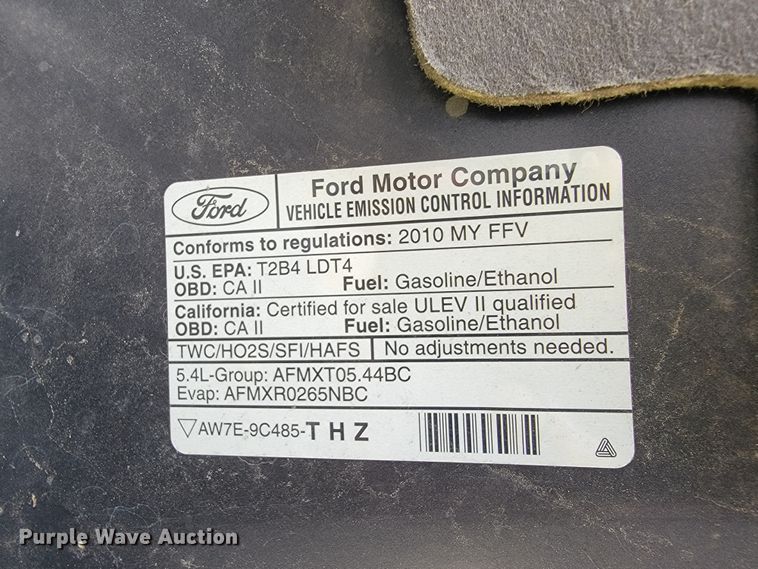 Ford
Ford Motor Company
VEHICLE EMISSION CONTROL INFORMATION
Conforms to regulations: 2010 MY FFV
U.S. EPA: T2B4 LDT4
OBD: CA II Fuel: Gasoline/Ethanol
California: Certified for sale ULEV II qualified
OBD: CA II Fuel: Gasoline/Ethanol
TWC/HO2S/SFI/HAFS No adjustments needed.
5.4L-Group: AFMXT05.44BC
Evap: AFMXR0265NBC
▽AW7E-9C485-T H Z
Purple Wave Auction